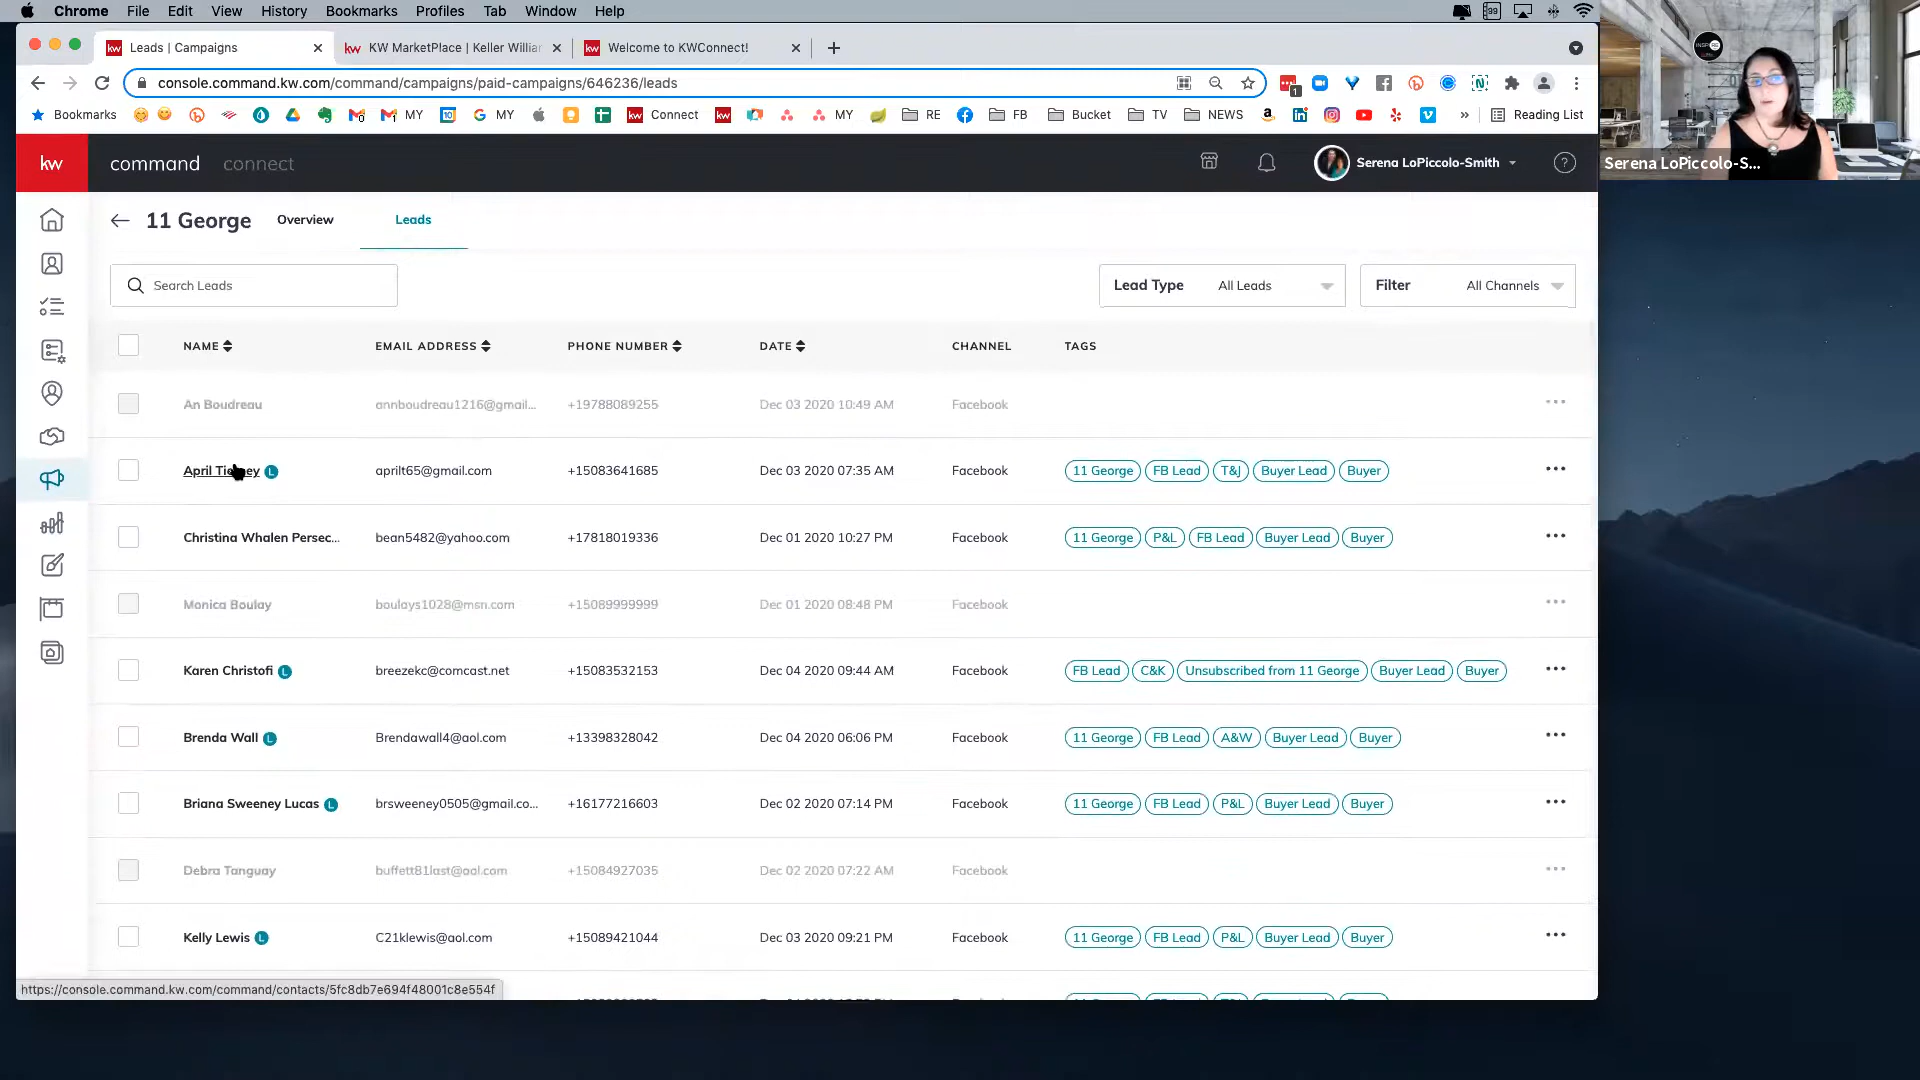 Chrome File Edit View History Bookmarks Profiles Tab Window Help
Leads | Campaigns
KW MarketPlace | Keller Williar
Welcome to KWConnect!
console.command.kw.com/command/campaigns/paid-campaigns/646236/leads
Bookmarks MY MY Connect MY RE FB Bucket TV NEWS Reading List
kw command connect Serena LoPiccolo-Smith
Serena LoPiccolo-S...
11 George Overview Leads
Search Leads Lead Type All Leads Filter All Channels
NAME EMAIL ADDRESS PHONE NUMBER DATE CHANNEL TAGS
An Boudreau annboudreau1216@gmail... +19788089255 Dec 03 2020 10:49 AM Facebook
April aprilt65@gmail.com +15083641685 Dec 03 2020 07:35 AM Facebook 11 George FB Lead T&J Buyer Lead Buyer
Christina Whalen Persec... bean5482@yahoo.com +17818019336 Dec 01 2020 10:27 PM Facebook 11 George P&L FB Lead Buyer Lead Buyer
Monica Boulay boulays1028@msn.com +15089999999 Dec 01 2020 08:48 PM Facebook
Karen Christofi L breezekc@comcast.net +15083532153 Dec 04 2020 09:44 AM Facebook FB Lead C&K Unsubscribed from 11 George Buyer Lead Buyer
Brenda Wall L Brendawall4@aol.com +13398328042 Dec 04 2020 06:06 PM Facebook 11 George FB Lead A&W Buyer Lead Buyer
Briana Sweeney Lucas L brsweeney0505@gmail.co... +16177216603 Dec 02 2020 07:14 PM Facebook 11 George FB Lead P&L Buyer Lead Buyer
Debra Tanguay buffett81last@aol.com +15084927035 Dec 02 2020 07:22 AM Facebook
Kelly Lewis L C21klewis@aol.com +15089421044 Dec 03 2020 09:21 PM Facebook 11 George FB Lead P&L Buyer Lead Buyer
https://console.command.kw.com/command/contacts/5fc8db7e694f48001c8e554f